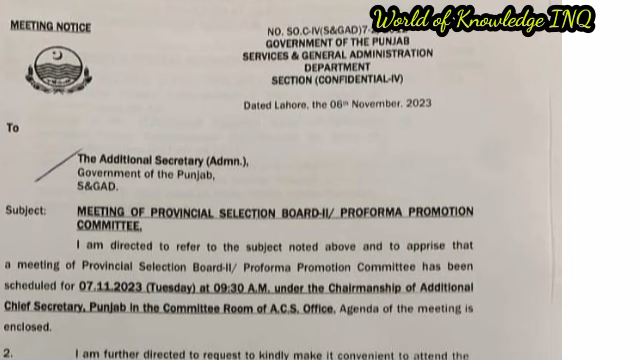 World of Knowledge INQ
MEETING NOTICE
NO. SO.C-IV(S&GAD)7-
GOVERNMENT OF THE PUNJAB
SERVICES & GENERAL ADMINISTRATION
DEPARTMENT
SECTION (CONFIDENTIAL-IV)
Dated Lahore, the 06th November, 2023
To
The Additional Secretary (Admn.),
Government of the Punjab,
S&GAD.
Subject: MEETING OF PROVINCIAL SELECTION BOARD-II/ PROFORMA PROMOTION
COMMITTEE.
I am directed to refer to the subject noted above and to apprise that
a meeting of Provincial Selection Board-II/ Proforma Promotion Committee has been
scheduled for 07.11.2023 (Tuesday) at 09:30 A.M. under the Chairmanship of Additional
Chief Secretary, Punjab in the Committee Room of A.C.S. Office. Agenda of the meeting is
enclosed.
2. I am further directed to request to kindly make it convenient to attend the